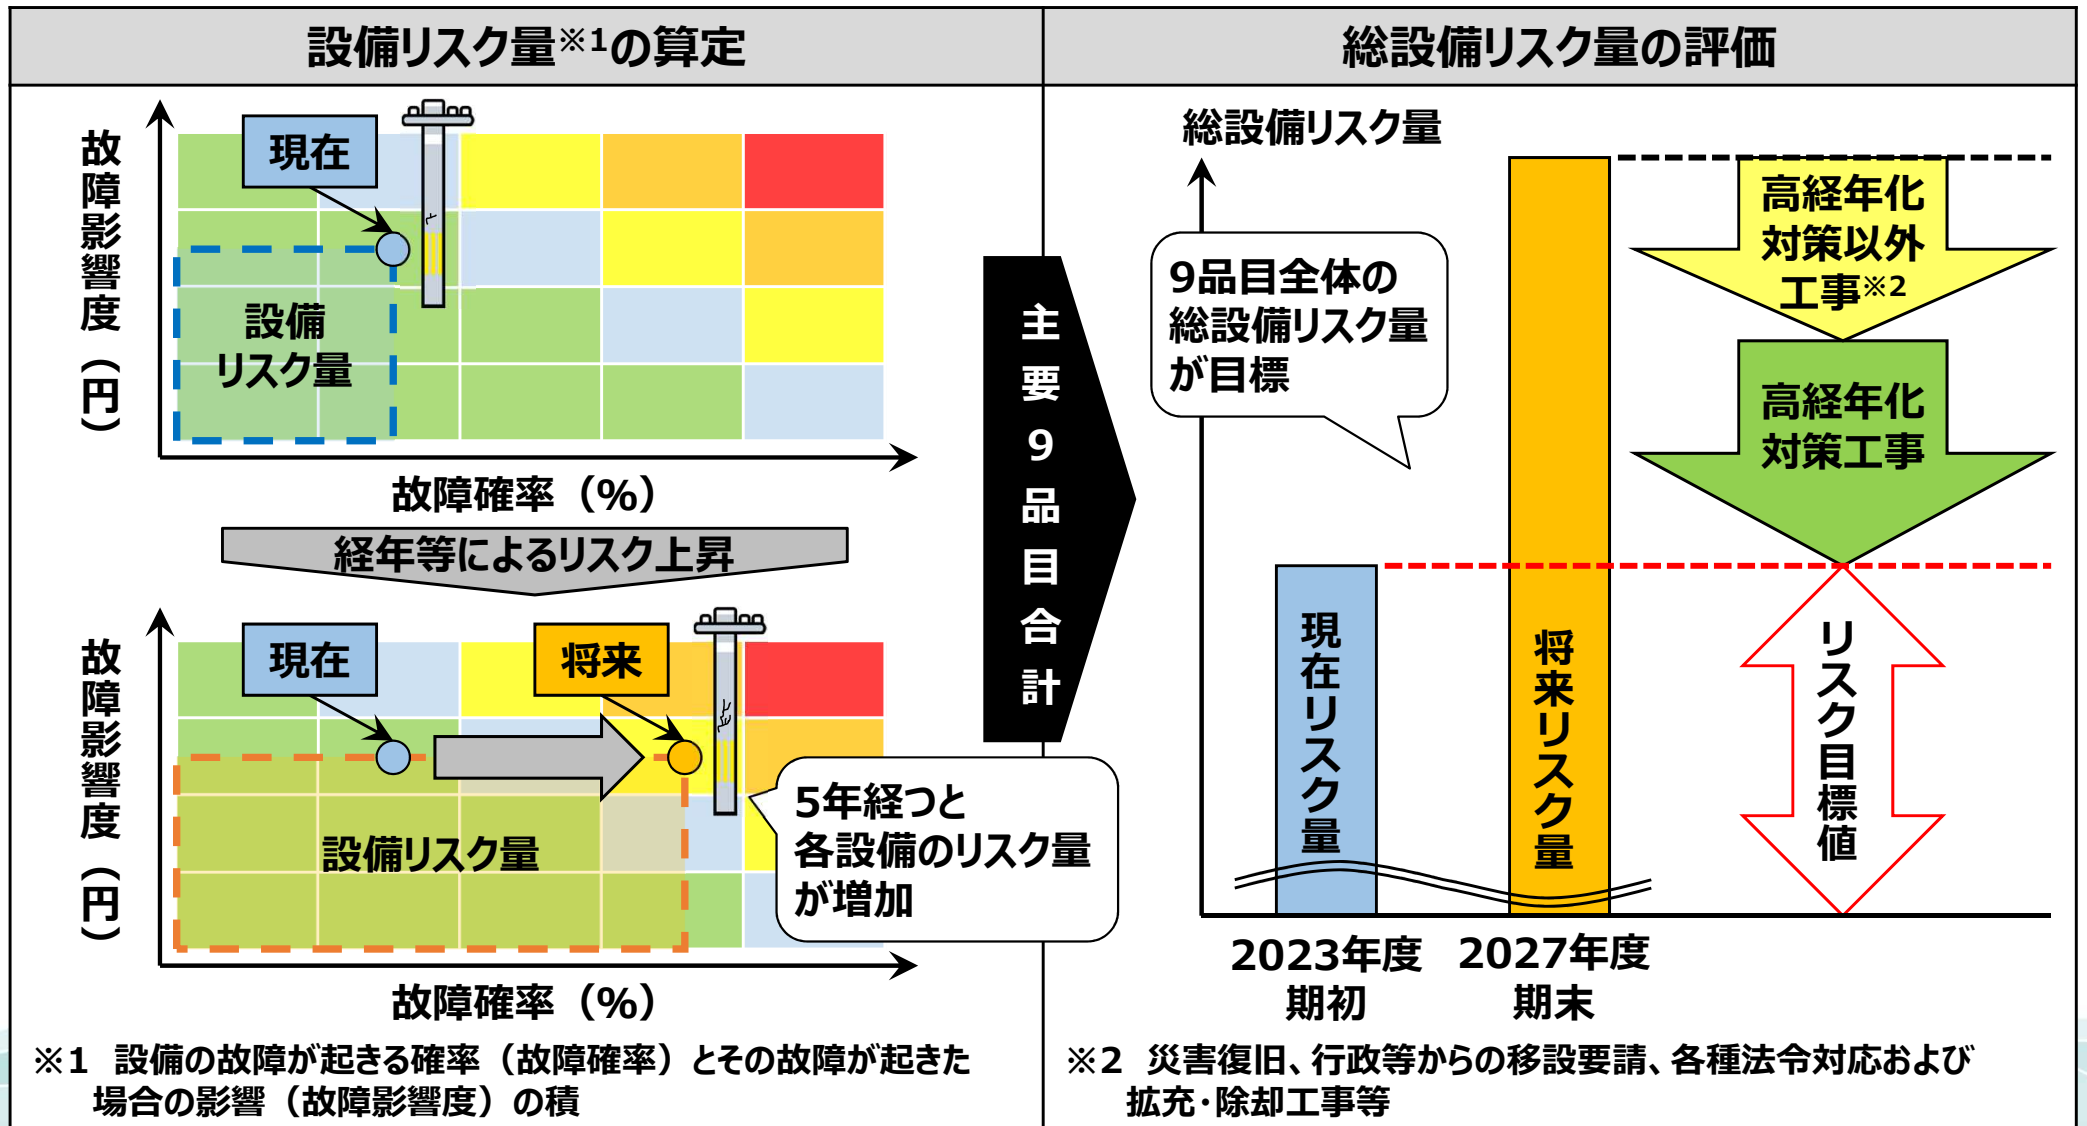 設備リスク量※1の算定
故障影響度（円）
現在
設備
リスク量
故障確率（%）
経年等によるリスク上昇
故障影響度（円）
現在
将来
設備リスク量
5年経つと
各設備のリスク量
が増加
故障確率（%）
※1 設備の故障が起きる確率（故障確率）とその故障が起きた
場合の影響（故障影響度）の積
主要9品目合計
総設備リスク量の評価
総設備リスク量
9品目全体の
総設備リスク量
が目標
高経年化
対策以外
工事※2
高経年化
対策工事
現在リスク量
将来リスク量
リスク目標値
2023年度
期初
2027年度
期末
※2 災害復旧、行政等からの移設要請、各種法令対応および
拡充・除却工事等